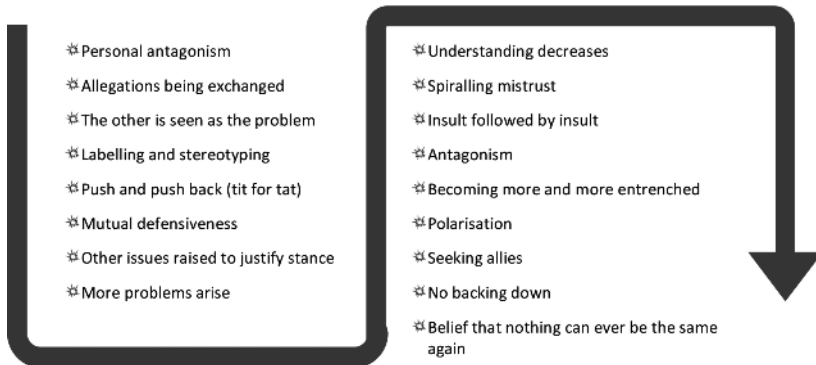 Personal antagonism
Allegations being exchanged
The other is seen as the problem
Labelling and stereotyping
Push and push back (tit for tat)
Mutual defensiveness
Other issues raised to justify stance
More problems arise
Understanding decreases
Spiralling mistrust
Insult followed by insult
Antagonism
Becoming more and more entrenched
Polarisation
Seeking allies
No backing down
Belief that nothing can ever be the same
again